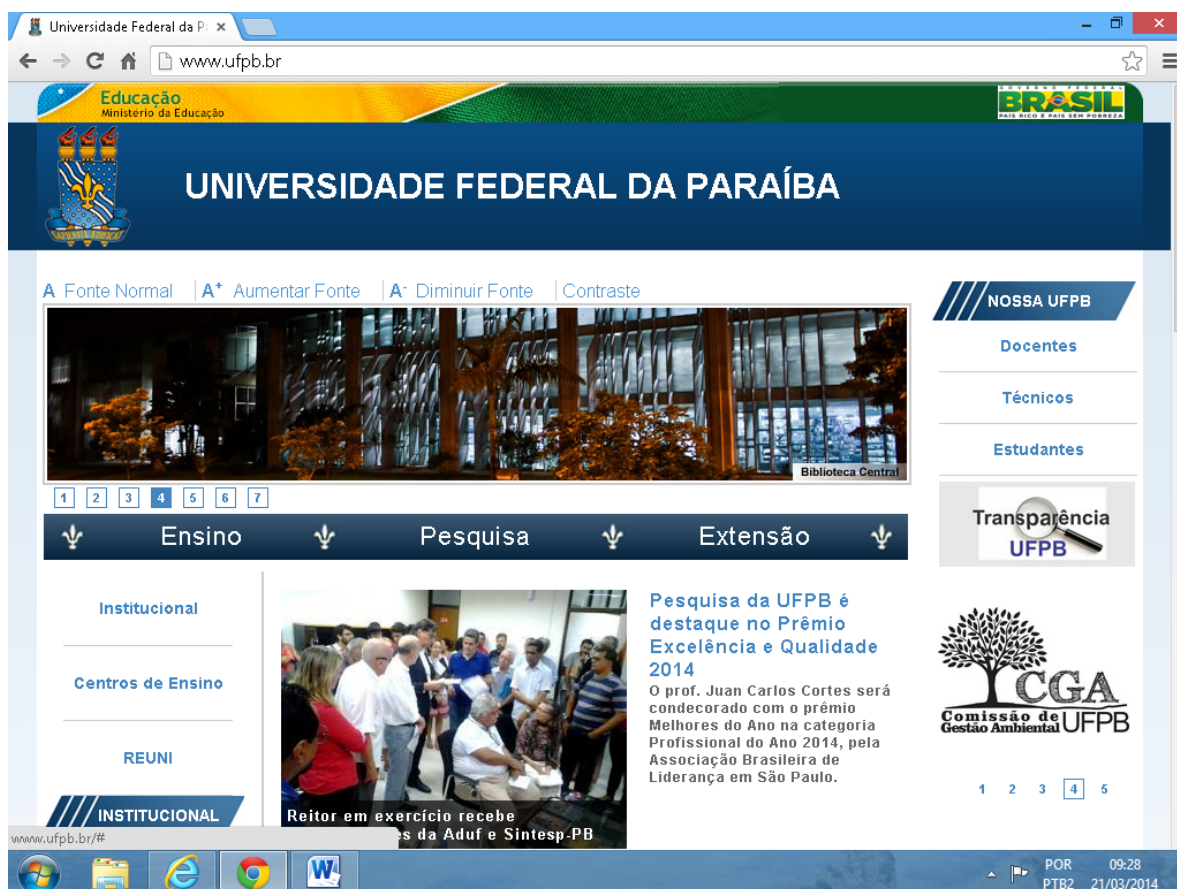 Universidade Federal da P
www.ufpb.br
Educação
Ministério da Educação
GOVERNO FEDERAL
BRASIL
PAÍS RICO É PAÍS SEM POBREZA
UNIVERSIDADE FEDERAL DA PARAÍBA
SAPIENTIA AEDIFICAT
A Fonte Normal
A+ Aumentar Fonte
A- Diminuir Fonte
Contraste
Biblioteca Central
1 2 3 4 5 6 7
Ensino
Pesquisa
Extensão
NOSSA UFPB
Docentes
Técnicos
Estudantes
Transparência
UFPB
CGA
Comissão de
Gestão Ambiental UFPB
1 2 3 4 5
Institucional
Centros de Ensino
REUNI
INSTITUCIONAL
Reitor em exercício recebe
es da Aduf e Sintesp-PB
Pesquisa da UFPB é
destaque no Prêmio
Excelência e Qualidade
2014
O prof. Juan Carlos Cortes será
condecorado com o prêmio
Melhores do Ano na categoria
Profissional do Ano 2014, pela
Associação Brasileira de
Liderança em São Paulo.
www.ufpb.br/#
POR
PTB2
09:28
21/03/2014